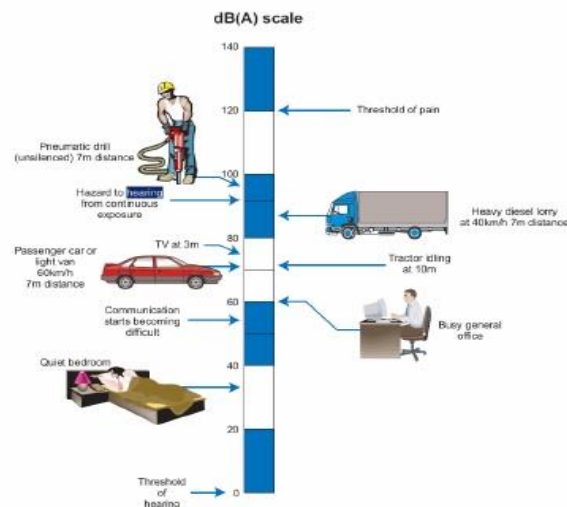 dB(A) scale
140
120
Threshold of pain
Pneumatic drill
(unsilenced) 7m distance
100
Hazard to hearing
from continuous
exposure
Heavy diesel lorry
at 40km/h 7m distance
TV at 3m
80
Passenger car or
light van
60km/h
7m distance
Tractor idling
at 10m
60
Communication
starts becoming
difficult
Busy general
office
40
Quiet bedroom
20
Threshold
of
hearing
0